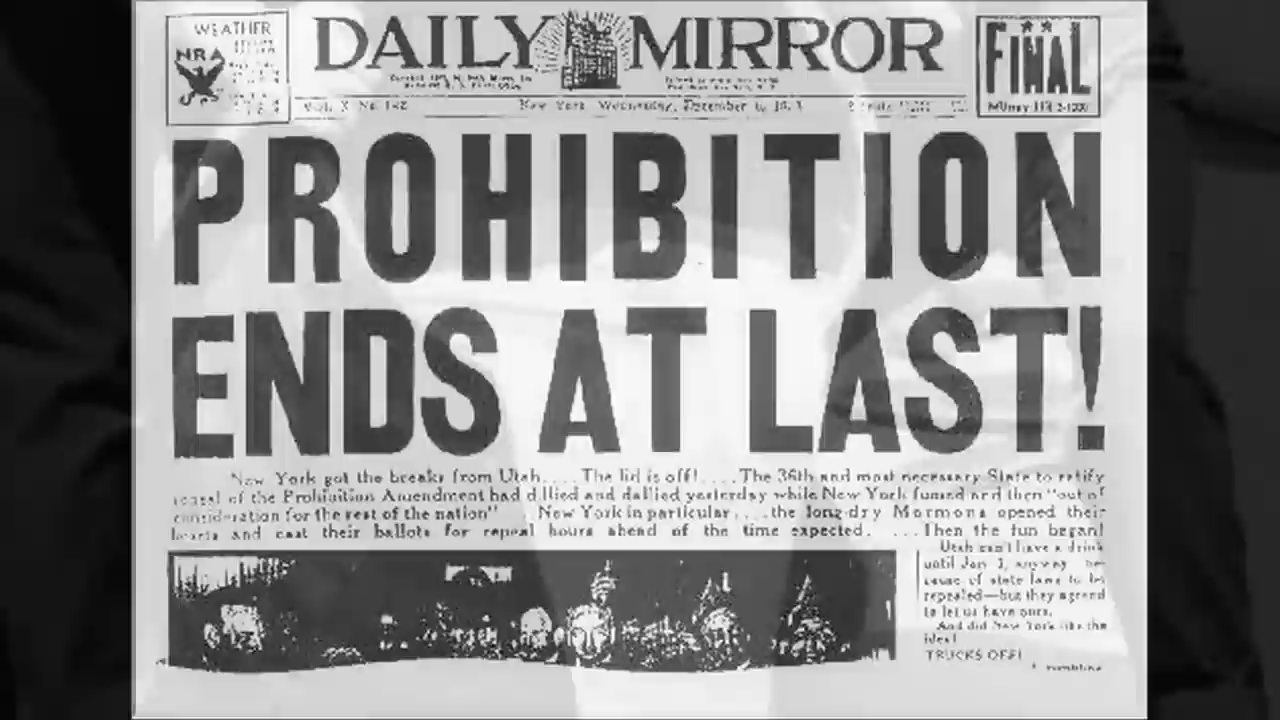 WEATHER
NRA
DAILY MIRROR
FINAL
New York, Wednesday, December 6, 
PROHIBITION
ENDS AT LAST!
New York got the breaks from Utah.... The lid is off!.... The 36th and most necessary State to ratify
repeal of the Prohibition Amendment had dillied and dallied yesterday while New York fumed and then "out of
consideration for the rest of the nation" New York in particular.... the long-dry Mormons opened their
hearts and cast their ballots for repeal hours ahead of the time expected. ...Then the fun began!
Utah can't have a drink
until Jan. 1, anyway
cause of state laws to be
repealed—but they agreed
to let us have ours.
And did New York like the
idea!
TRUCKS OFF!